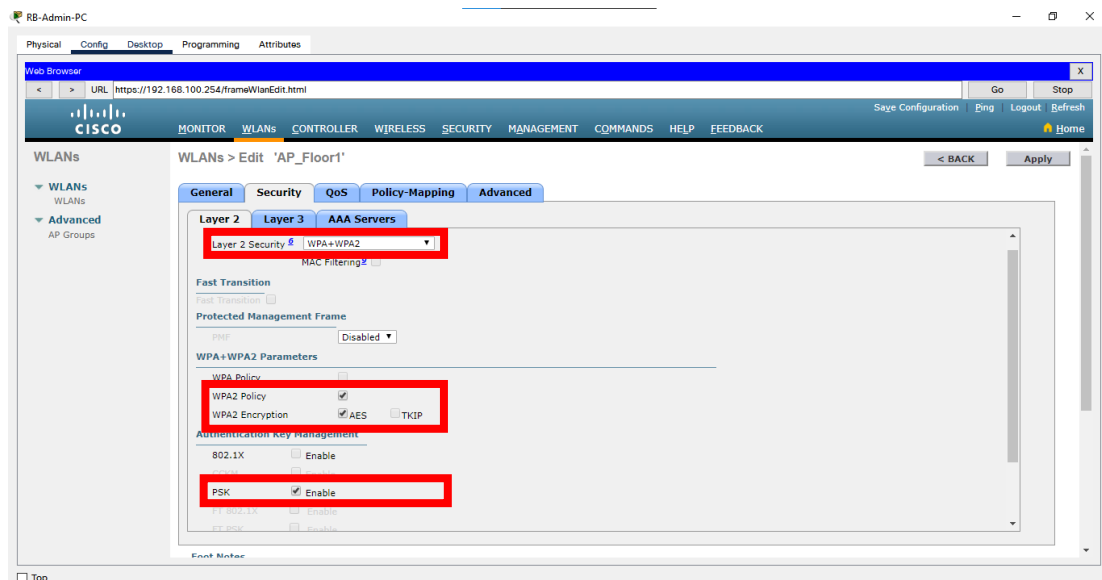 RB-Admin-PC
Physical Config Desktop Programming Attributes
Web Browser X
< > URL https://192.168.100.254/frameWlanEdit.html Go Stop
Save Configuration Ping Logout Refresh
CISCO MONITOR WLANs CONTROLLER WIRELESS SECURITY MANAGEMENT COMMANDS HELP FEEDBACK Home
WLANs
WLANs > Edit 'AP_Floor1' < BACK Apply
WLANs
WLANs
Advanced
AP Groups
General Security QoS Policy-Mapping Advanced
Layer 2 Layer 3 AAA Servers
Layer 2 Security 6 WPA+WPA2
MAC Filtering 9
Fast Transition
Fast Transition
Protected Management Frame
PMF Disabled
WPA+WPA2 Parameters
WPA Policy
WPA2 Policy
WPA2 Encryption AES TKIP
Authentication Key Management
802.1X Enable
CCKM Enable
PSK Enable
FT 802.1X Enable
FT PSK Enable
Foot Notes
Top